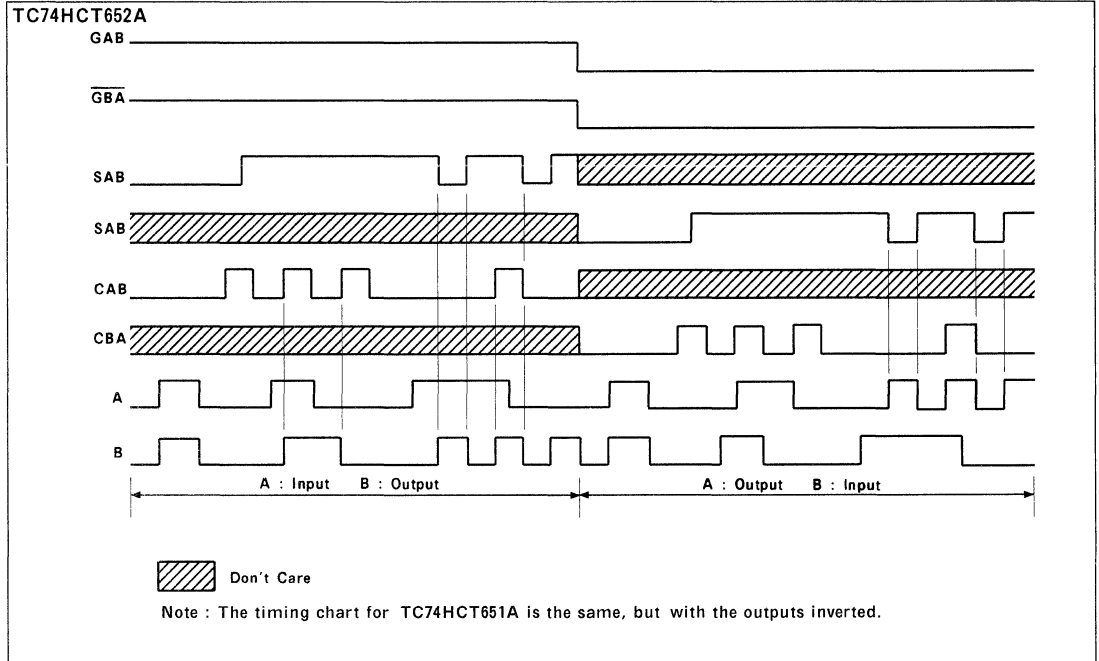 TC74HCT652A
GAB
G̅B̅A̅
SAB
SAB
CAB
CBA
A
B
A : Input B : Output
A : Output B : Input
Don't Care
Note : The timing chart for TC74HCT651A is the same, but with the outputs inverted.